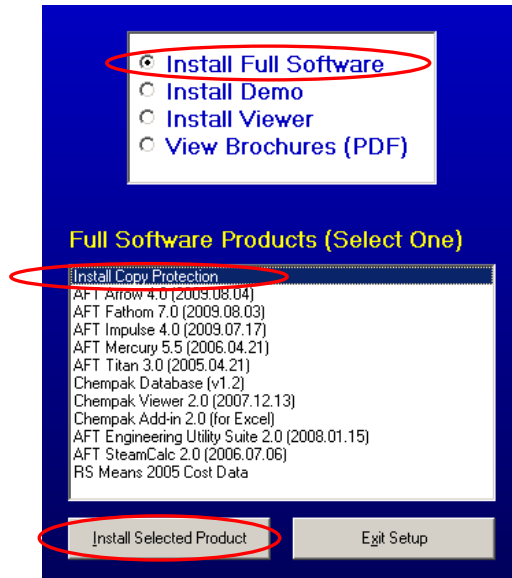 Install Full Software
Install Demo
Install Viewer
View Brochures (PDF)
Full Software Products (Select One)
Install Copy Protection
AFT Arrow 4.0 (2009.08.04)
AFT Fathom 7.0 (2009.08.03)
AFT Impulse 4.0 (2009.07.17)
AFT Mercury 5.5 (2006.04.21)
AFT Titan 3.0 (2005.04.21)
Chempak Database (v1.2)
Chempak Viewer 2.0 (2007.12.13)
Chempak Add-in 2.0 (for Excel)
AFT Engineering Utility Suite 2.0 (2008.01.15)
AFT SteamCalc 2.0 (2006.07.06)
RS Means 2005 Cost Data
Install Selected Product Exit Setup